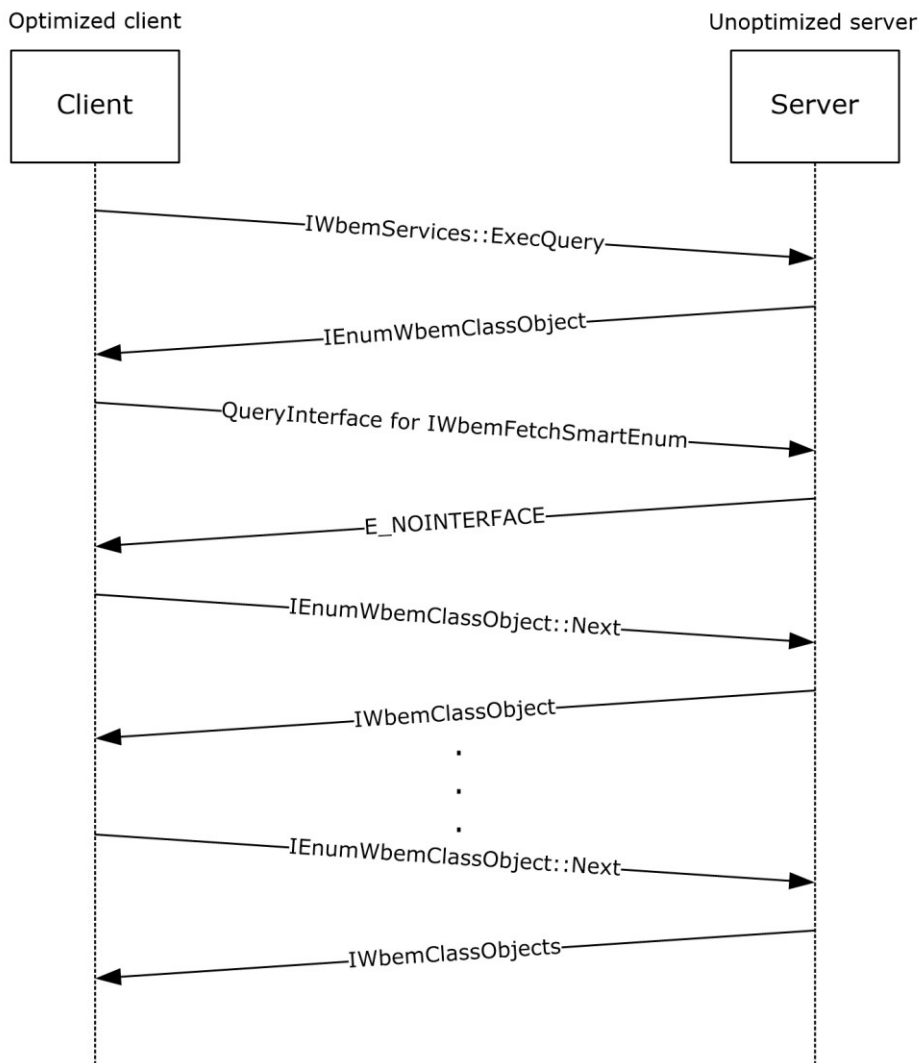 Optimized client
Unoptimized server
Client
Server
IWbemServices::ExecQuery
IEnumWbemClassObject
QueryInterface for IWbemFetchSmartEnum
E_NOINTERFACE
IEnumWbemClassObject::Next
IWbemClassObject
.
.
.
IEnumWbemClassObject::Next
IWbemClassObjects